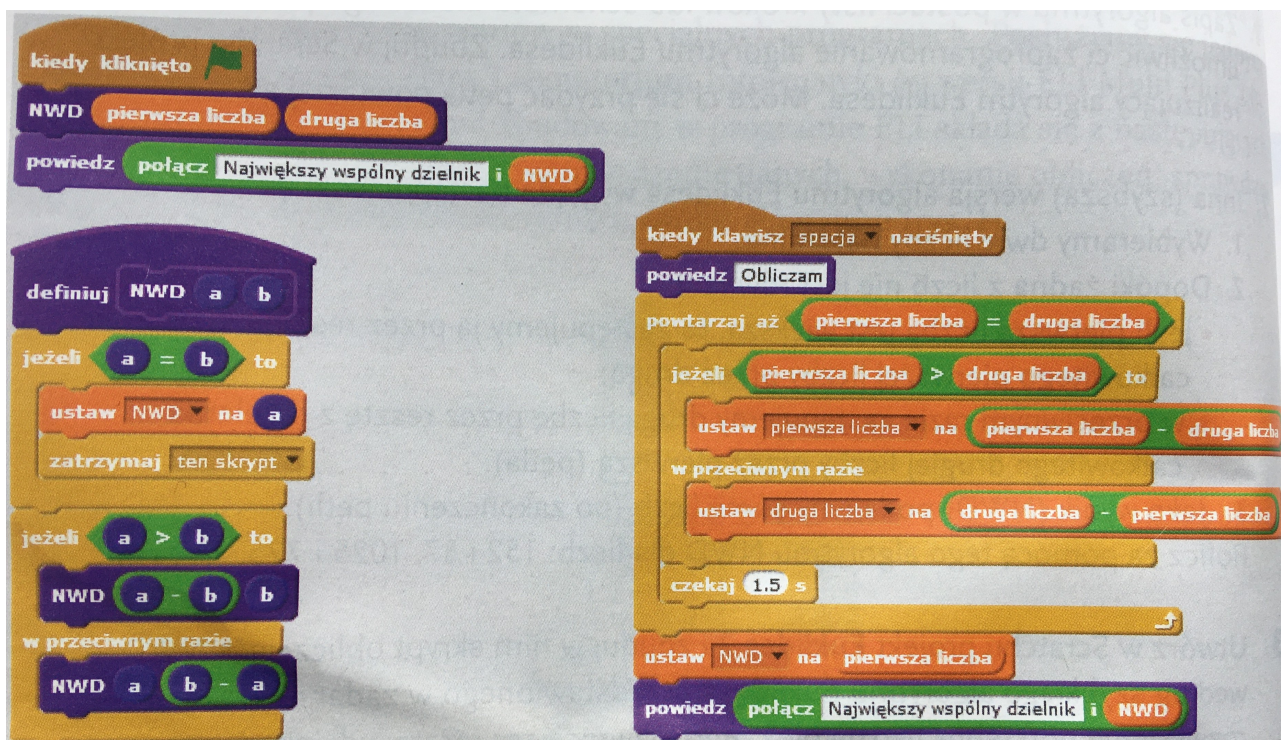 kiedy kliknięto
NWD pierwsza liczba druga liczba
powiedz połącz Największy wspólny dzielnik i NWD
definiuj NWD a b
jeżeli a = b to
ustaw NWD na a
zatrzymaj ten skrypt
jeżeli a > b to
NWD a - b b
w przeciwnym razie
NWD a b - a
kiedy klawisz spacja naciśnięty
powiedz Obliczam
powtarzaj aż pierwsza liczba = druga liczba
jeżeli pierwsza liczba > druga liczba to
ustaw pierwsza liczba na pierwsza liczba - druga liczba
w przeciwnym razie
ustaw druga liczba na druga liczba - pierwsza liczba
czekaj 1.5 s
ustaw NWD na pierwsza liczba
powiedz połącz Największy wspólny dzielnik i NWD